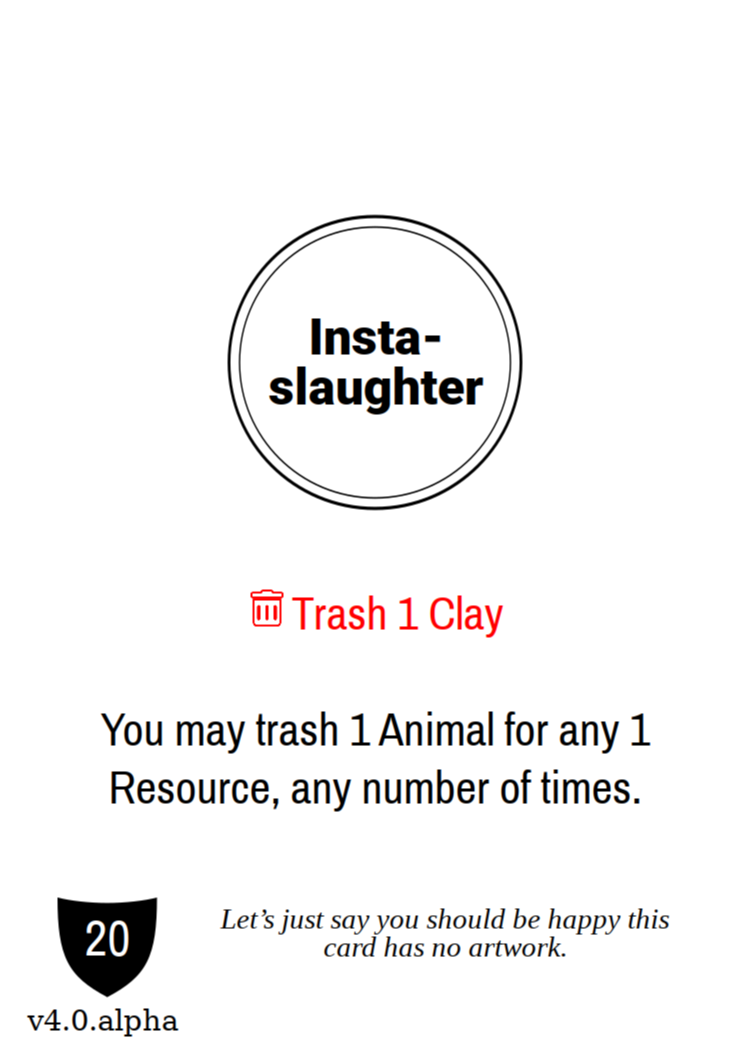 Insta-
slaughter
Trash 1 Clay
You may trash 1 Animal for any 1
Resource, any number of times.
20
Let’s just say you should be happy this
card has no artwork.
v4.0.alpha